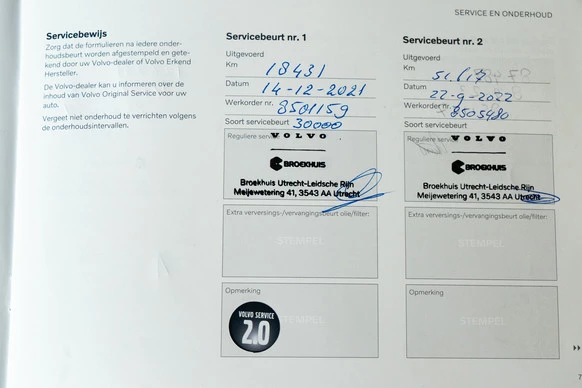 SERVICE EN ONDERHOUD
Servicebewijs
Zorg dat de formulieren na iedere onder-
houdsbeurt worden afgestempeld en gete-
kend door uw Volvo-dealer of Volvo Erkend
Hersteller.
De Volvo-dealer kan u informeren over de
inhoud van Volvo Original Service voor uw
auto.
Vergeet niet onderhoud te verrichten volgens
de onderhoudsintervallen.
Servicebeurt nr. 1
Uitgevoerd
Km 18431
Datum 14-12-2021
Werkorder nr. 8501159
Soort servicebeurt 30000
Reguliere
VOLVO
BROEKHUIS
Broekhuis Utrecht-Leidsche Rijn
Meijewetering 41, 3543 AA Utrecht
Extra verversings-/vervangingsbeurt olie/filter:
STEMPEL
Opmerking
VOLVO SERVICE
2.0
STEMPEL
Servicebeurt nr. 2
Uitgevoerd
Km
Datum 22-9-2022
Werkorder nr. 8505480
Soort servicebeurt
Reguliere
VOLVO
BROEKHUIS
Broekhuis Utrecht-Leidsche Rijn
Meijewetering 41, 3543 AA Utrecht
Extra verversings-/vervangingsbeurt olie/filter:
STEMPEL
Opmerking
STEMPEL
7